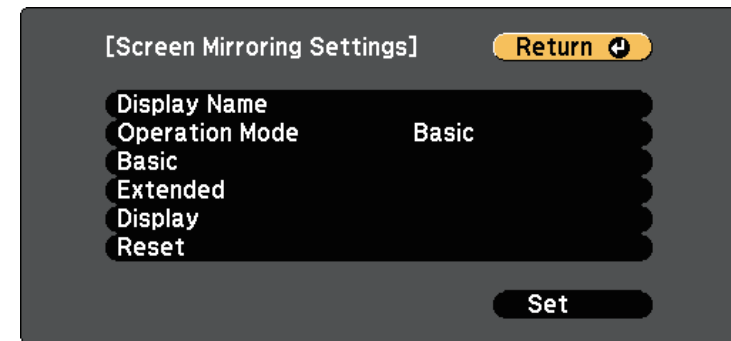 [Screen Mirroring Settings] Return
Display Name
Operation Mode Basic
Basic
Extended
Display
Reset
Set